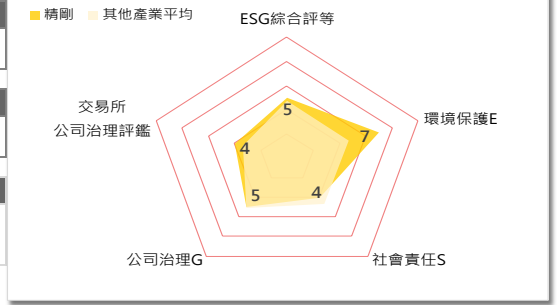 精剛 其他產業平均
ESG綜合評等
環境保護E
社會責任S
公司治理G
交易所
公司治理評鑑
5
7
4
5
4